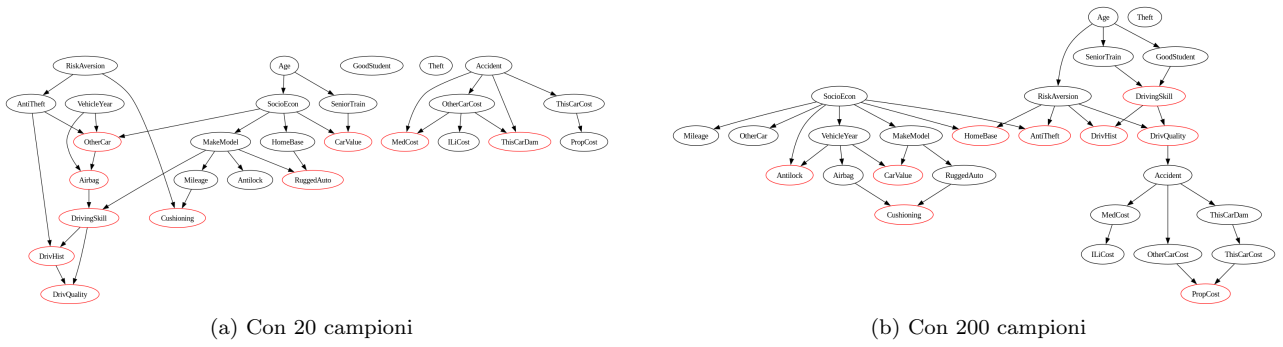 RiskAversion
Age
GoodStudent
Theft
Accident
AntiTheft
VehicleYear
SocioEcon
SeniorTrain
OtherCarCost
ThisCarCost
OtherCar
MakeModel
HomeBase
CarValue
MedCost
ILiCost
ThisCarDam
PropCost
Airbag
Mileage
Antilock
RuggedAuto
DrivingSkill
Cushioning
DrivHist
DrivQuality
(a) Con 20 campioni
Age
Theft
SeniorTrain
GoodStudent
SocioEcon
RiskAversion
DrivingSkill
Mileage
OtherCar
VehicleYear
MakeModel
HomeBase
AntiTheft
DrivHist
DrivQuality
Antilock
Airbag
CarValue
RuggedAuto
Accident
Cushioning
MedCost
ThisCarDam
ILiCost
OtherCarCost
ThisCarCost
PropCost
(b) Con 200 campioni